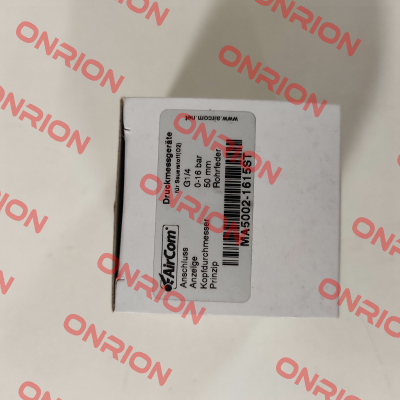 AirCom®
Druckmessgeräte
für Sauerstoff(O2)
Anschluss G1/4
Anzeige 0-16 bar
Kopfdurchmesser 50 mm
Prinzip Rohrfeder
MA5002-1615ST
www.aircom.net
ONRION
ONRION
ONRION
ONRION
ONRION
ONRION
ONRION
ONRION
ONRION
ONRION